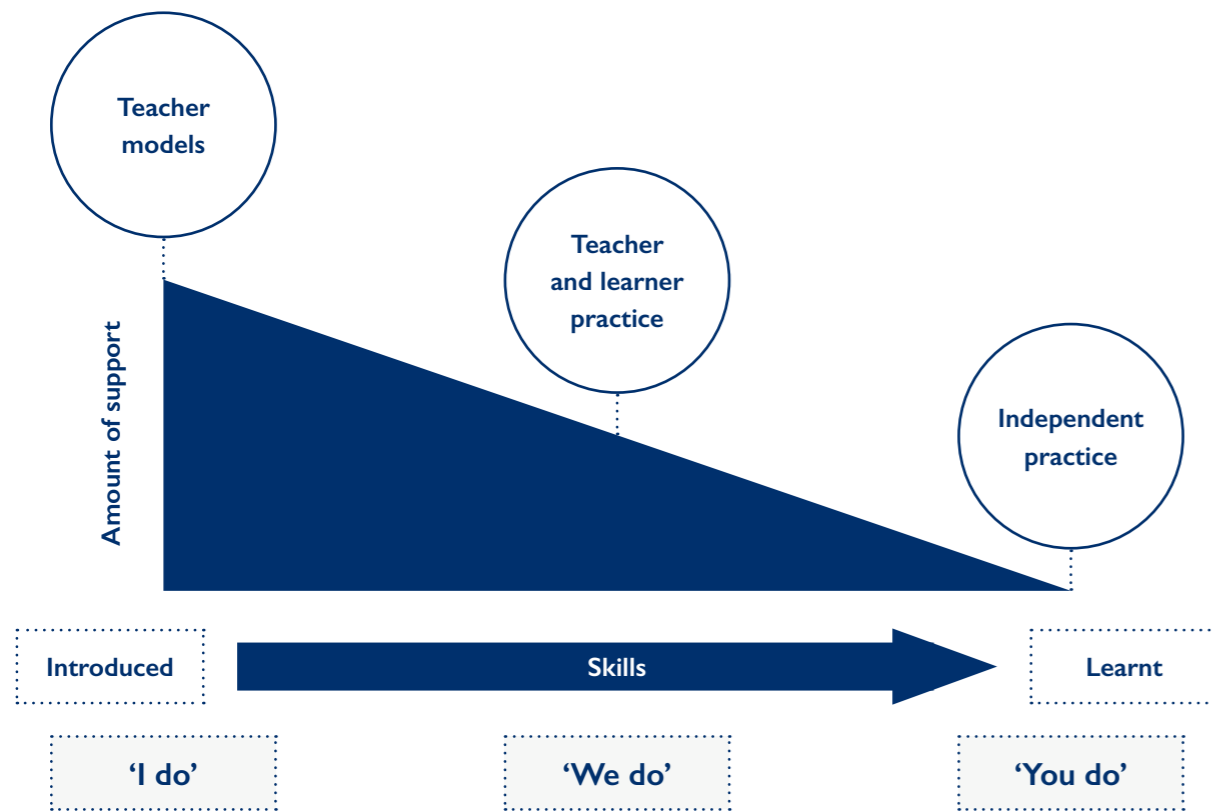 Teacher
models
Teacher
and learner
practice
Independent
practice
Amount of support
Introduced
Skills
Learnt
‘I do’
‘We do’
‘You do’